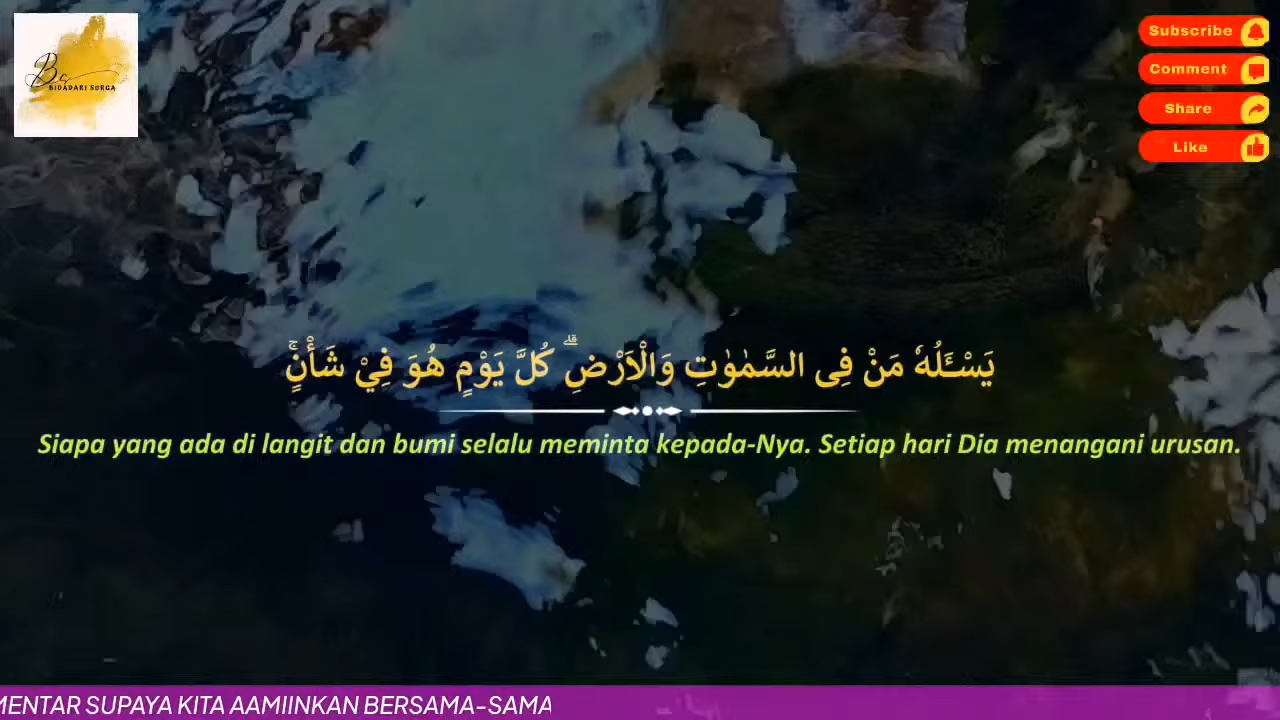 Bs
BIDADARI SURGA
Subscribe
Comment
Share
Like
يَسْـَٔلُهٗ مَنْ فِى السَّمٰوٰتِ وَالْاَرْضِۗ كُلَّ يَوْمٍ هُوَ فِيْ شَأْنٍۚ
Siapa yang ada di langit dan bumi selalu meminta kepada-Nya. Setiap hari Dia menangani urusan.
MENTAR SUPAYA KITA AAMIINKAN BERSAMA-SAMA